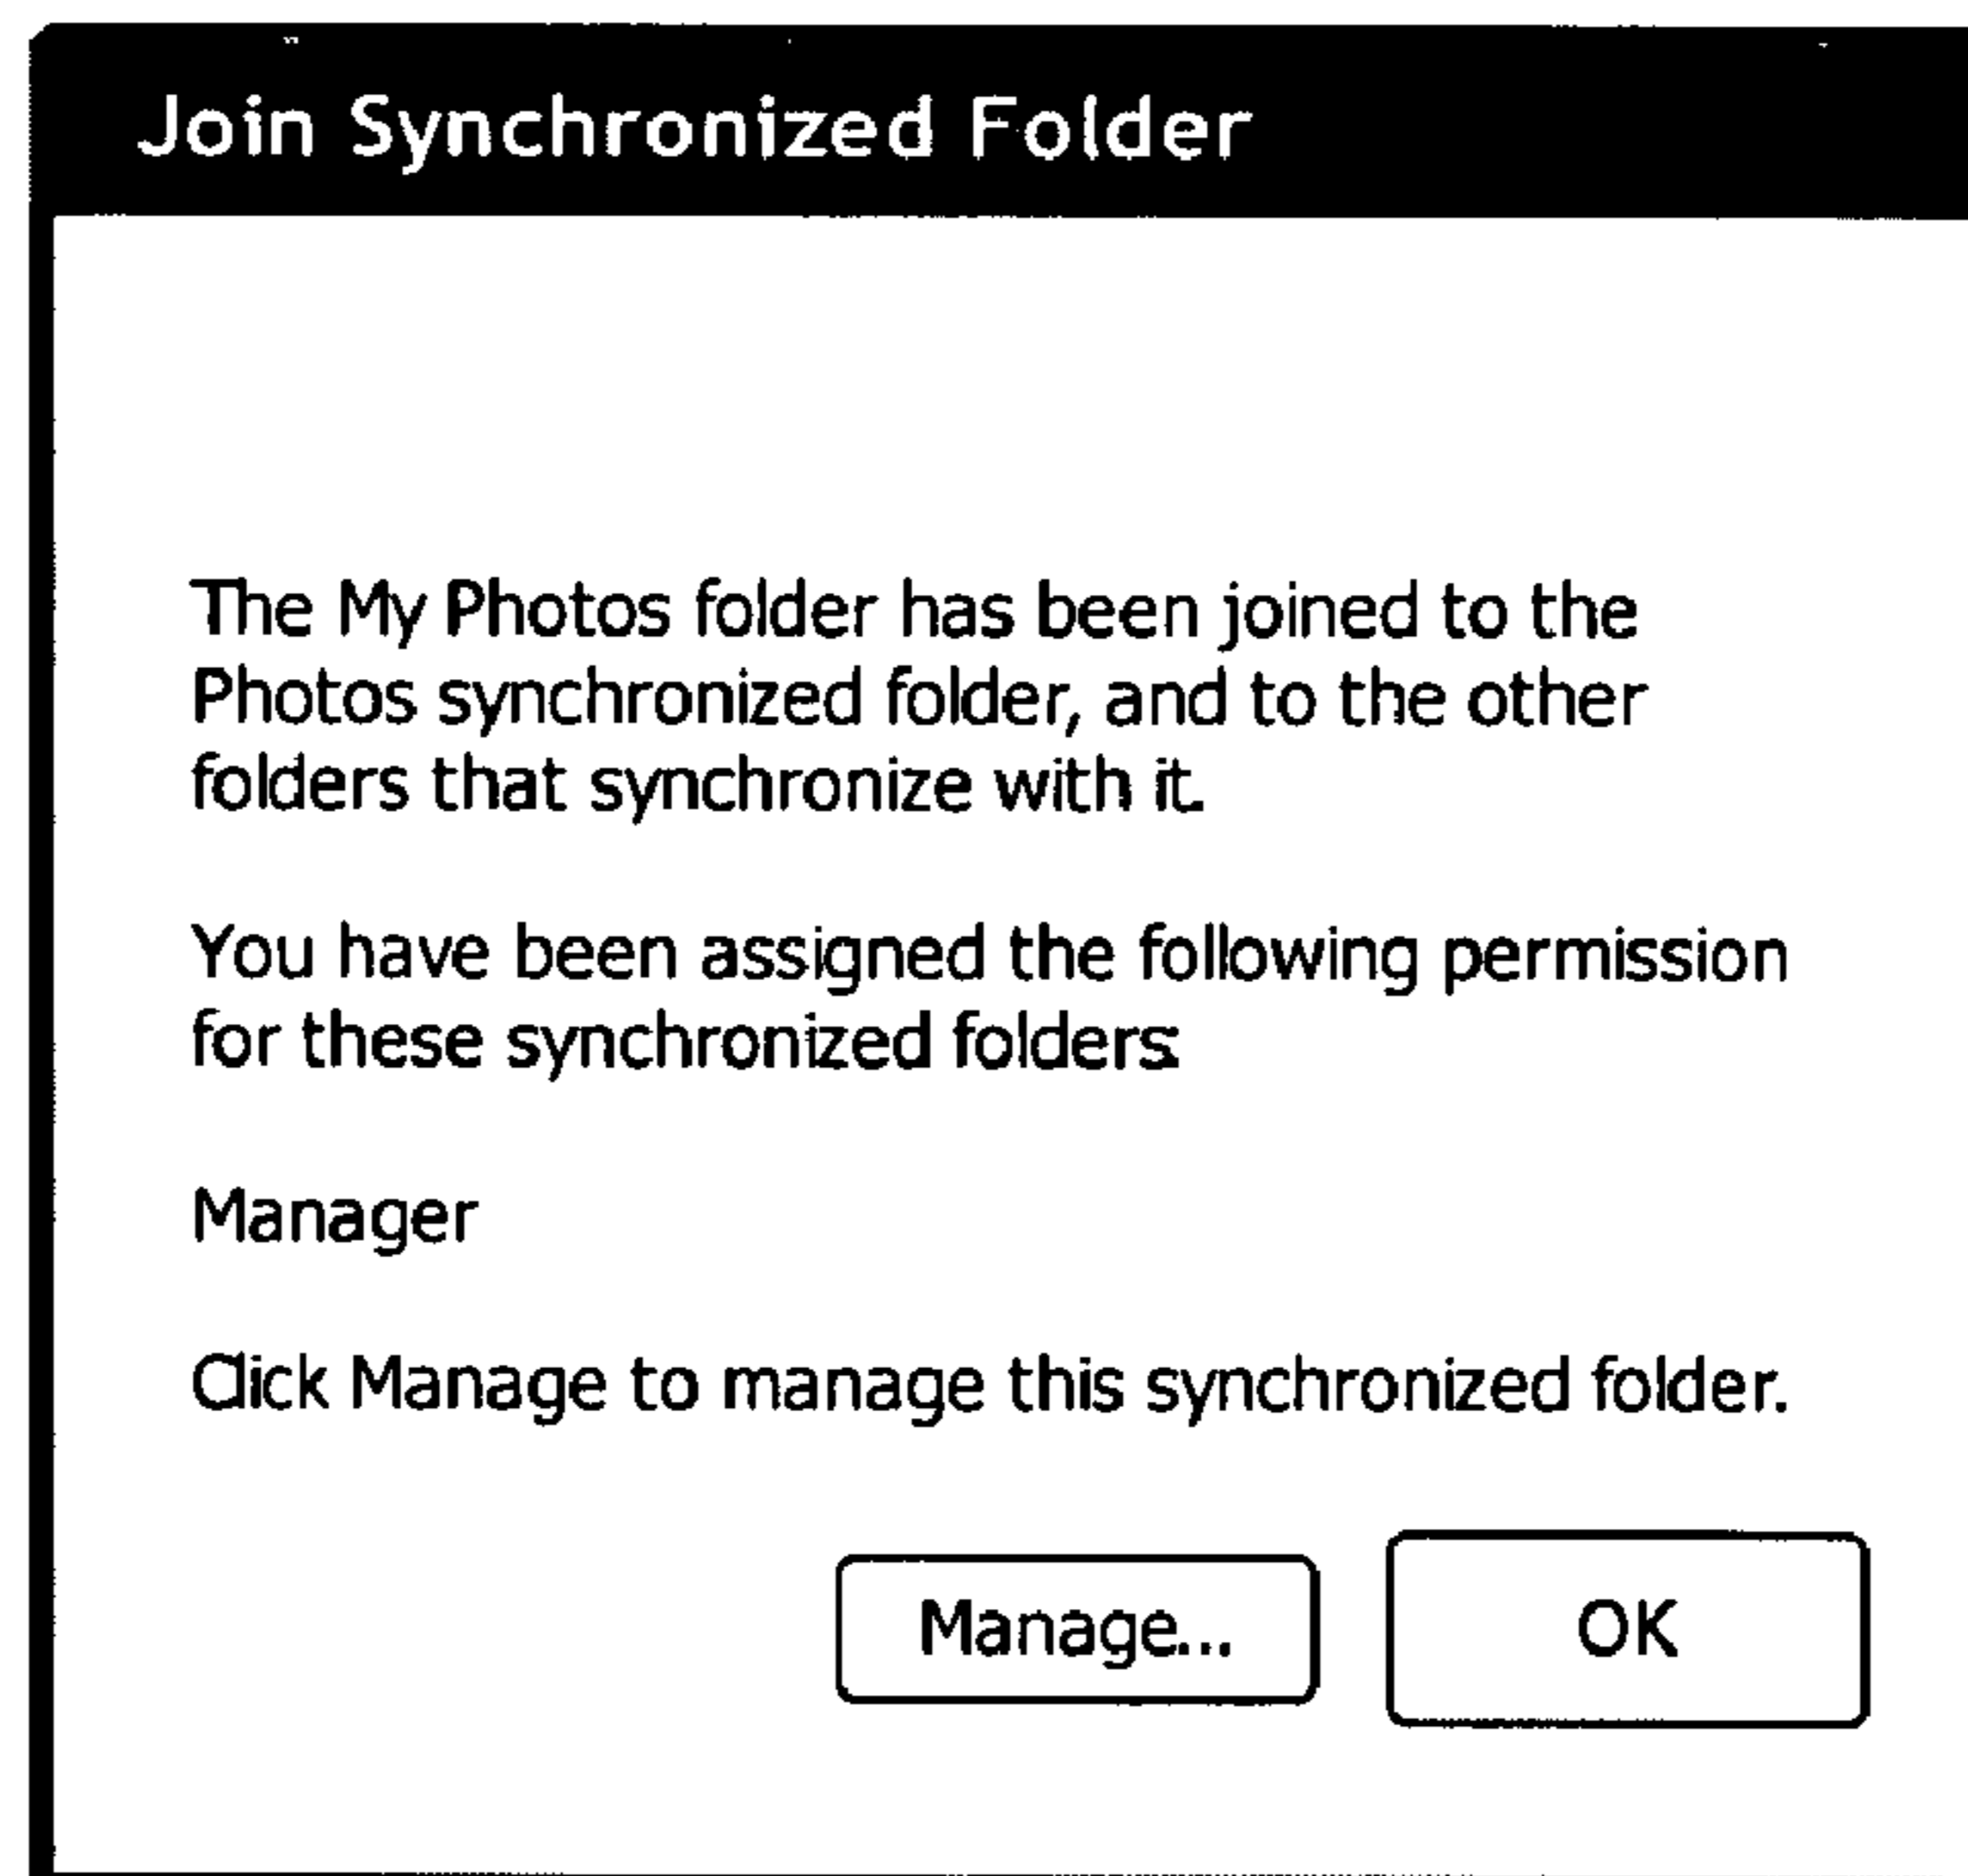 Join Synchronized Folder
The My Photos folder has been joined to the
Photos synchronized folder, and to the other
folders that synchronize with it.
You have been assigned the following permission
for these synchronized folders:
Manager
Click Manage to manage this synchronized folder.
Manage...
OK